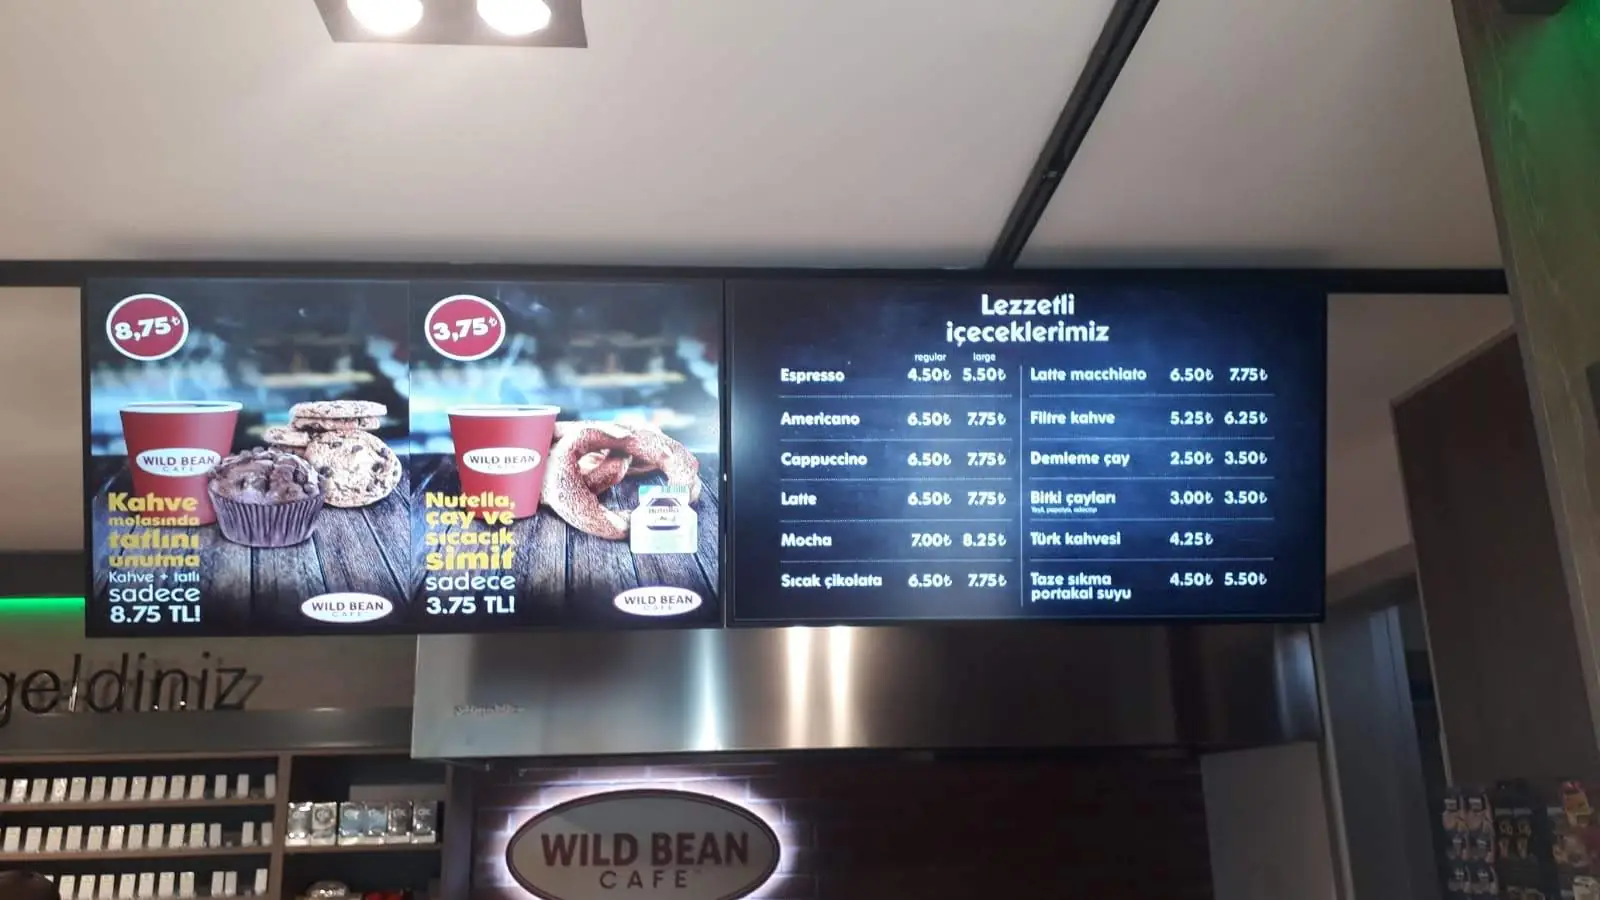 8,75₺
WILD BEAN
CAFE
Kahve
molasında
tatlını
unutma
Kahve + tatlı
sadece
8.75 TL!
WILD BEAN
CAFE
3,75₺
WILD BEAN
CAFE
Nutella,
çay ve
sıcacık
simit
sadece
3.75 TL!
nutella
WILD BEAN
CAFE
Lezzetli
içeceklerimiz
regular large
Espresso 4.50₺ 5.50₺
Americano 6.50₺ 7.75₺
Cappuccino 6.50₺ 7.75₺
Latte 6.50₺ 7.75₺
Mocha 7.00₺ 8.25₺
Sıcak çikolata 6.50₺ 7.75₺
Latte macchiato 6.50₺ 7.75₺
Filtre kahve 5.25₺ 6.25₺
Demleme çay 2.50₺ 3.50₺
Bitki çayları 3.00₺ 3.50₺
Türk kahvesi 4.25₺
Taze sıkma
portakal suyu 4.50₺ 5.50₺
geldiniz
WILD BEAN
CAFE